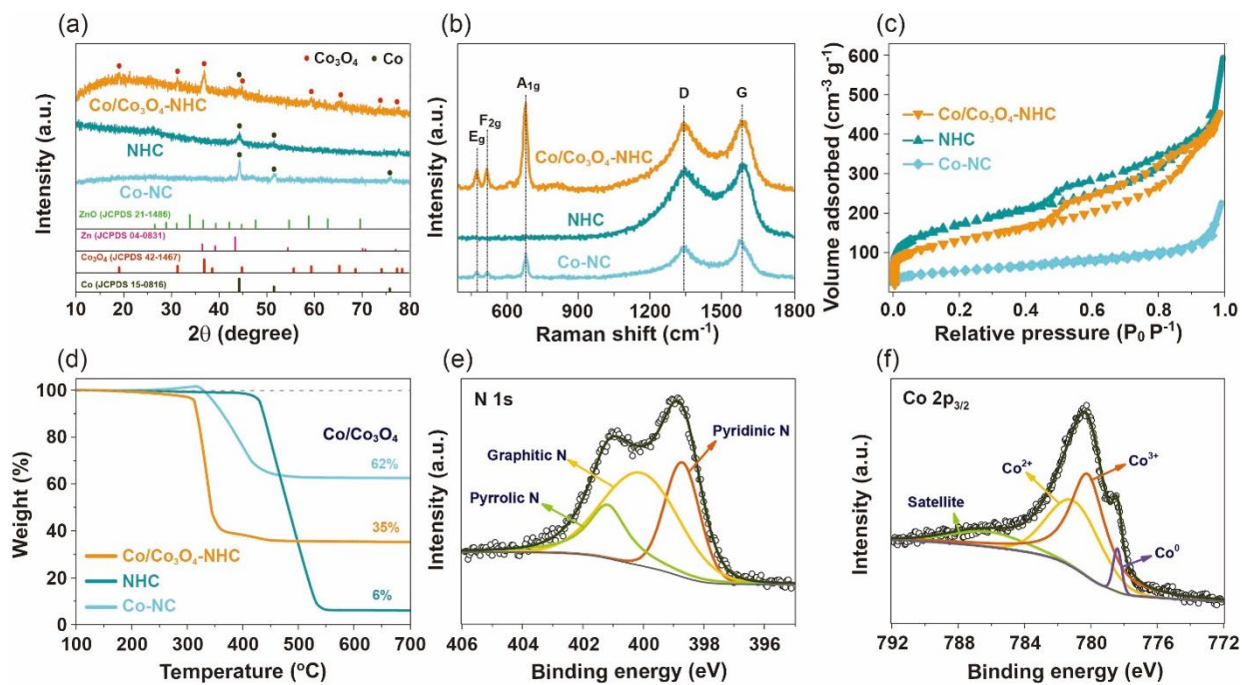 (a)
Co₃O₄
Co
Co/Co₃O₄-NHC
NHC
Co-NC
ZnO (JCPDS 21-1486)
Zn (JCPDS 04-0831)
Co₃O₄ (JCPDS 42-1467)
Co (JCPDS 15-0816)
Intensity (a.u.)
10 20 30 40 50 60 70 80
2θ (degree)
(b)
E_g
F_2g
A_1g
D
G
Co/Co₃O₄-NHC
NHC
Co-NC
Intensity (a.u.)
600 900 1200 1500 1800
Raman shift (cm⁻¹)
(c)
Co/Co₃O₄-NHC
NHC
Co-NC
Volume adsorbed (cm⁻³ g⁻¹)
600
500
400
300
200
100
0
0.0 0.2 0.4 0.6 0.8 1.0
Relative pressure (P₀ P⁻¹)
(d)
Co/Co₃O₄
62%
35%
6%
Co/Co₃O₄-NHC
NHC
Co-NC
Weight (%)
100
80
60
40
20
0
100 200 300 400 500 600 700
Temperature (°C)
(e)
N 1s
Pyridinic N
Graphitic N
Pyrrolic N
Intensity (a.u.)
406 404 402 400 398 396
Binding energy (eV)
(f)
Co 2p₃/₂
Co³⁺
Co²⁺
Satellite
Co⁰
Intensity (a.u.)
792 788 784 780 776 772
Binding energy (eV)